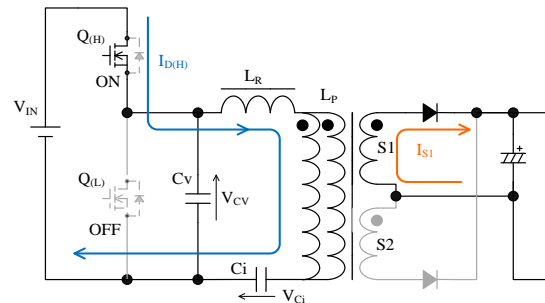 Q(H)
ID(H)
ON
LR
LP
VIN
S1
IS1
+
Q(L)
Cv
VCV
OFF
S2
Ci
VCi